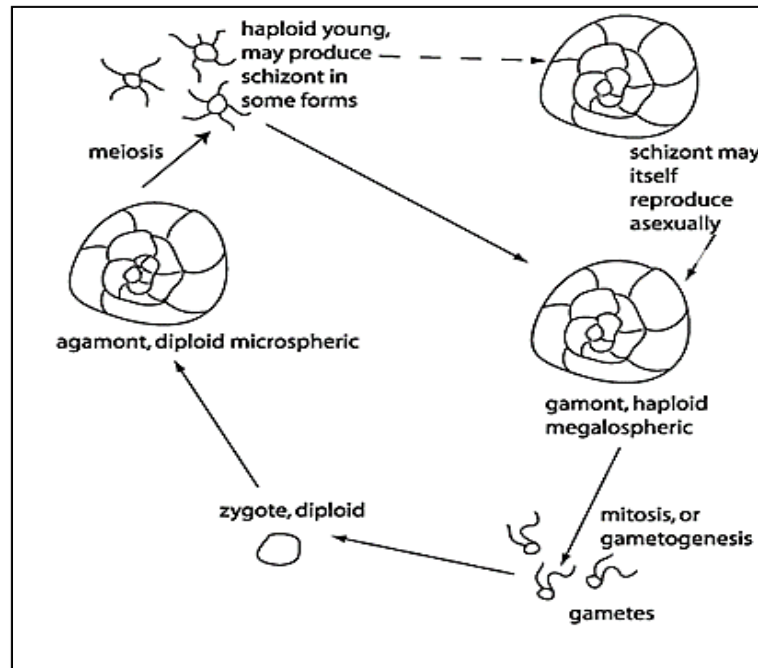 haploid young,
may produce
schizont in
some forms
meiosis
schizont may
itself
reproduce
asexually
agamont, diploid microspheric
gamont, haploid
megalospheric
zygote, diploid
mitosis, or
gametogenesis
gametes